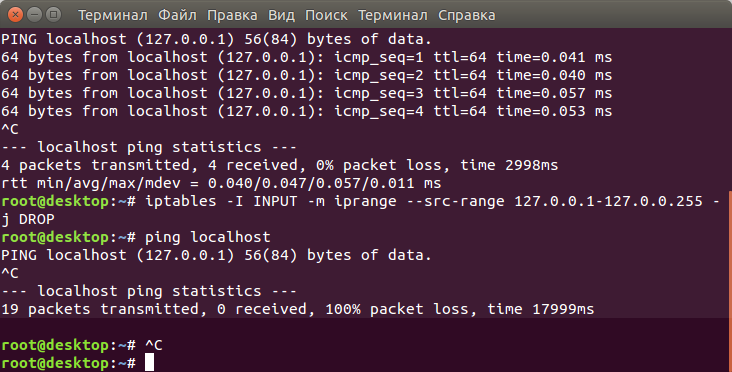 Терминал Файл Правка Вид Поиск Терминал Справка
PING localhost (127.0.0.1) 56(84) bytes of data.
64 bytes from localhost (127.0.0.1): icmp_seq=1 ttl=64 time=0.041 ms
64 bytes from localhost (127.0.0.1): icmp_seq=2 ttl=64 time=0.040 ms
64 bytes from localhost (127.0.0.1): icmp_seq=3 ttl=64 time=0.057 ms
64 bytes from localhost (127.0.0.1): icmp_seq=4 ttl=64 time=0.053 ms
^C
--- localhost ping statistics ---
4 packets transmitted, 4 received, 0% packet loss, time 2998ms
rtt min/avg/max/mdev = 0.040/0.047/0.057/0.011 ms
root@desktop:~# iptables -I INPUT -m iprange --src-range 127.0.0.1-127.0.0.255 -
j DROP
root@desktop:~# ping localhost
PING localhost (127.0.0.1) 56(84) bytes of data.
^C
--- localhost ping statistics ---
19 packets transmitted, 0 received, 100% packet loss, time 17999ms
root@desktop:~# ^C
root@desktop:~#